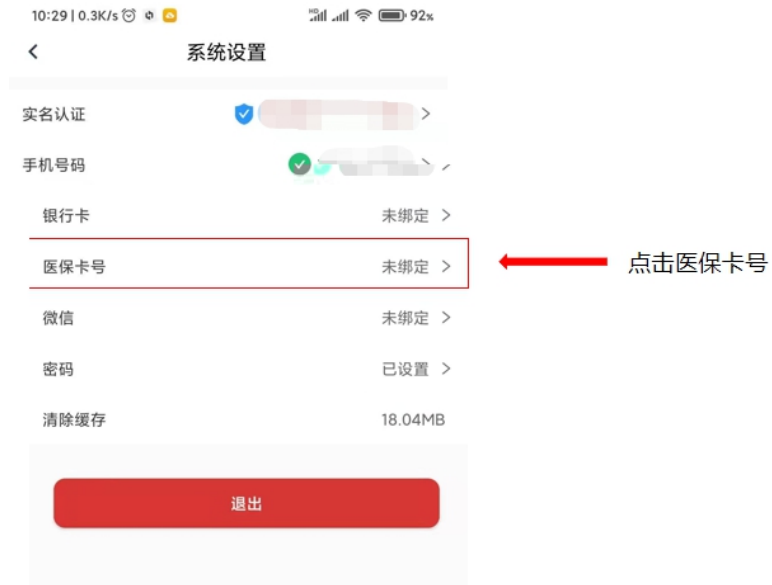 10:29 | 0.3K/s HD 92%
系统设置
实名认证
手机号码
银行卡 未绑定
医保卡号 未绑定
点击医保卡号
微信 未绑定
密码 已设置
清除缓存 18.04MB
退出